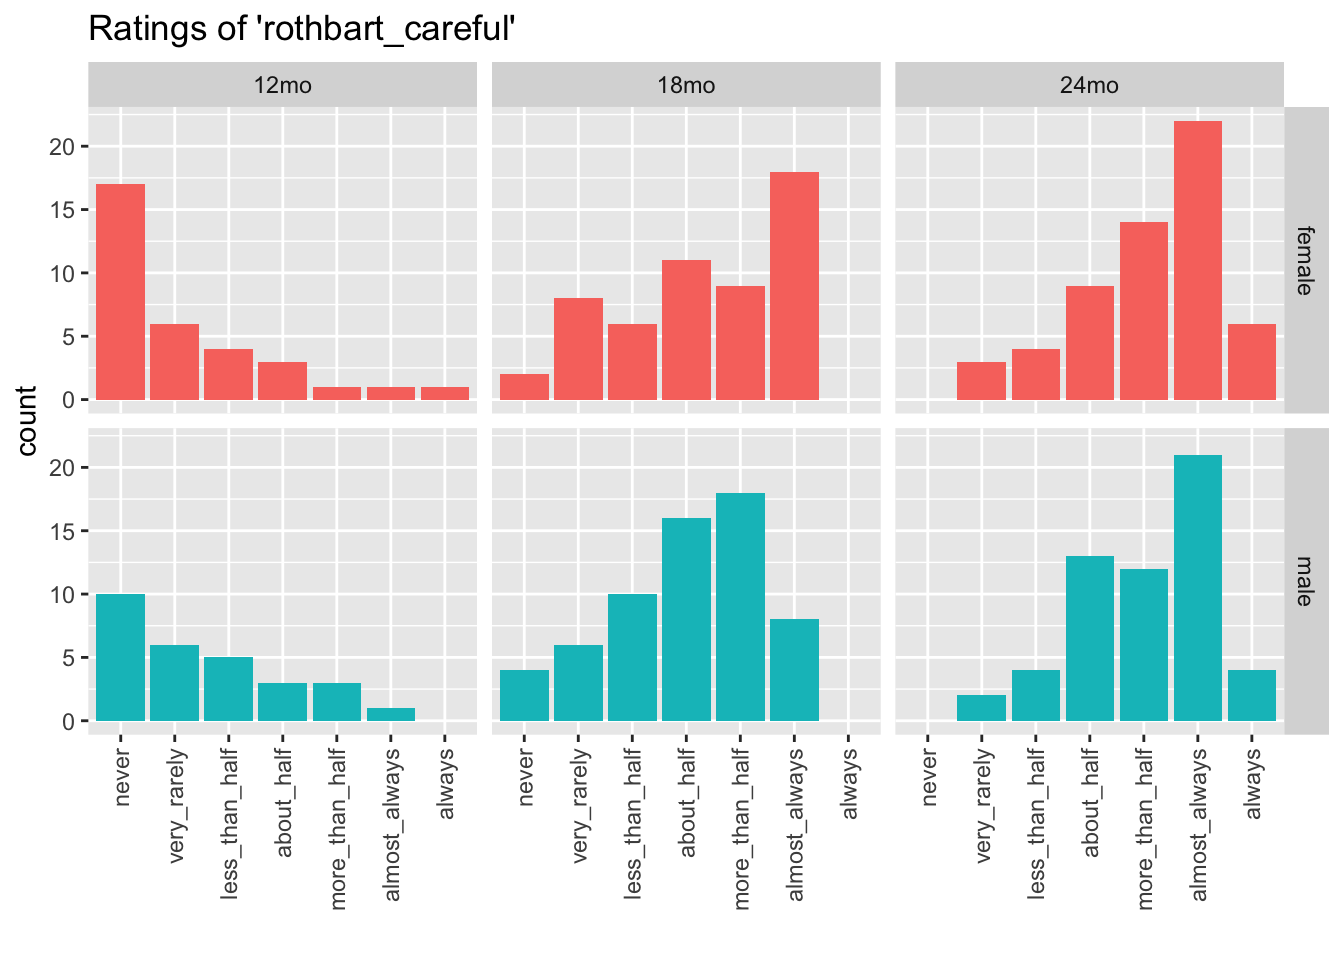 Ratings of 'rothbart_careful'
12mo
18mo
24mo
20
15
10
5
0
female
count
20
15
10
5
0
male
never
very_rarely
less_than_half
about_half
more_than_half
almost_always
always
never
very_rarely
less_than_half
about_half
more_than_half
almost_always
always
never
very_rarely
less_than_half
about_half
more_than_half
almost_always
always